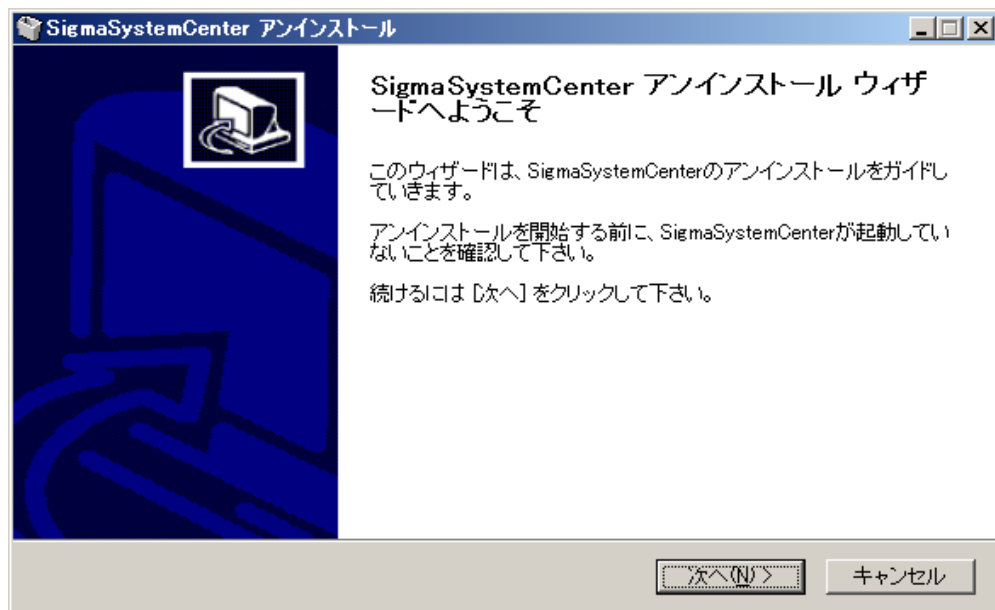 SigmaSystemCenter アンインストール
SigmaSystemCenter アンインストール ウィザ
ードへようこそ
このウィザードは、SigmaSystemCenterのアンインストールをガイドし
ていきます。
アンインストールを開始する前に、SigmaSystemCenterが起動してい
ないことを確認して下さい。
続けるには [次へ] をクリックして下さい。
次へ(N) >
キャンセル